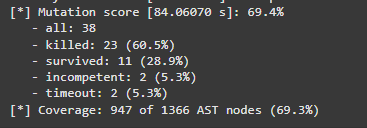 [*] Mutation score [84.06070 s]: 69.4%
- all: 38
- killed: 23 (60.5%)
- survived: 11 (28.9%)
- incompetent: 2 (5.3%)
- timeout: 2 (5.3%)
[*] Coverage: 947 of 1366 AST nodes (69.3%)